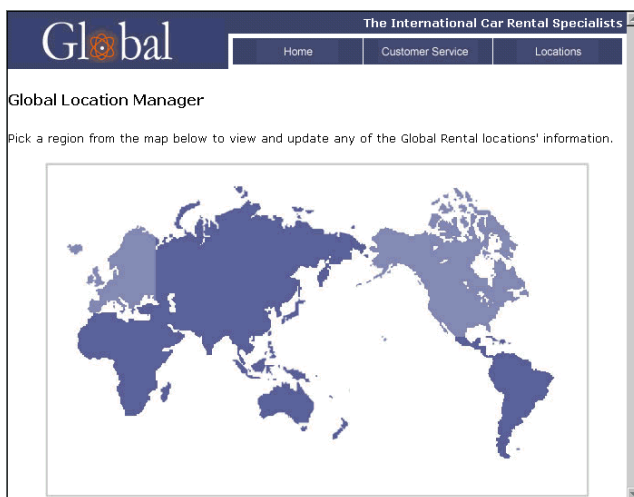 Global
The International Car Rental Specialists
Home Customer Service Locations
Global Location Manager
Pick a region from the map below to view and update any of the Global Rental locations' information.